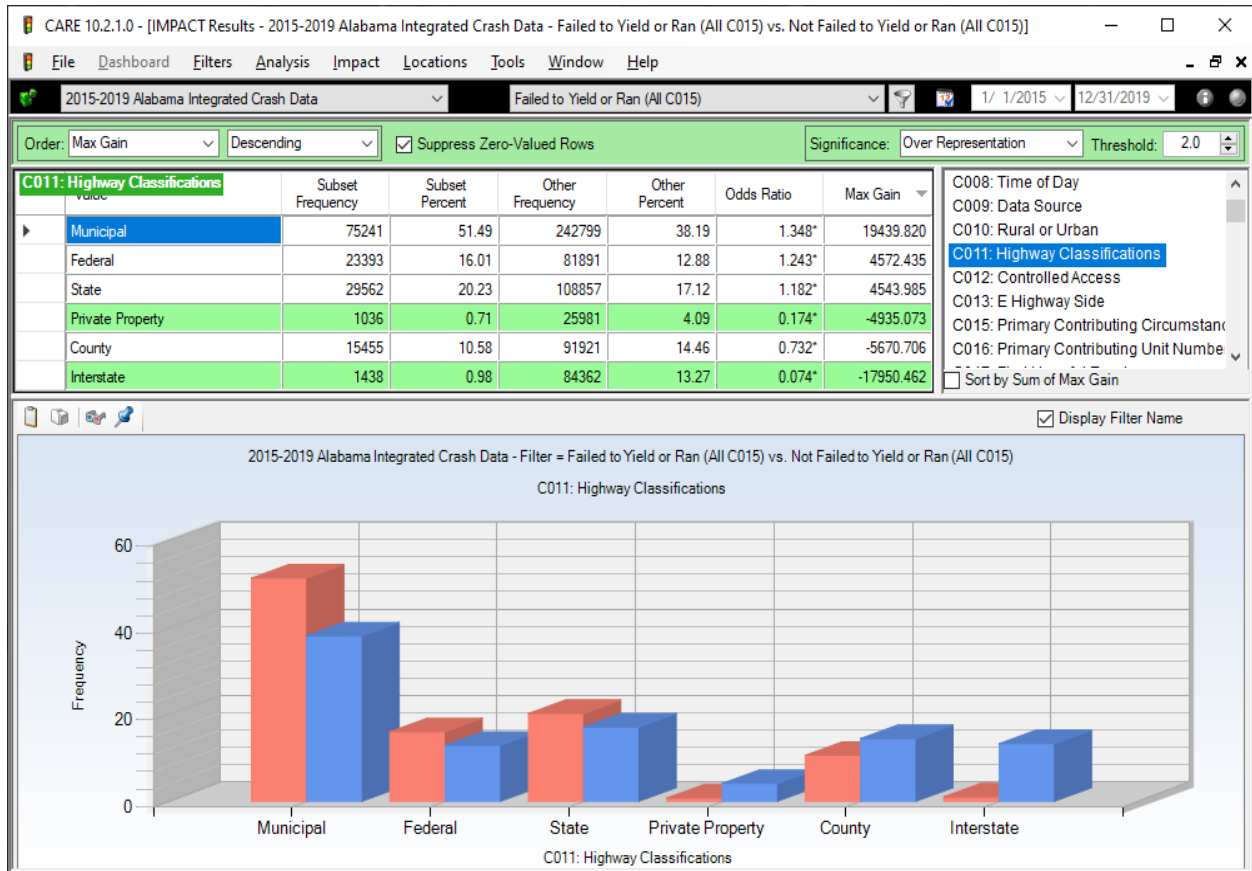 CARE 10.2.1.0 - [IMPACT Results - 2015-2019 Alabama Integrated Crash Data - Failed to Yield or Ran (All C015) vs. Not Failed to Yield or Ran (All C015)]
File Dashboard Filters Analysis Impact Locations Tools Window Help
2015-2019 Alabama Integrated Crash Data Failed to Yield or Ran (All C015) 1/ 1/2015 12/31/2019
Order: Max Gain Descending Suppress Zero-Valued Rows Significance: Over Representation Threshold: 2.0
C011: Highway Classifications
Value Subset Frequency Subset Percent Other Frequency Other Percent Odds Ratio Max Gain
Municipal 75241 51.49 242799 38.19 1.348* 19439.820
Federal 23393 16.01 81891 12.88 1.243* 4572.435
State 29562 20.23 108857 17.12 1.182* 4543.985
Private Property 1036 0.71 25981 4.09 0.174* -4935.073
County 15455 10.58 91921 14.46 0.732* -5670.706
Interstate 1438 0.98 84362 13.27 0.074* -17950.462
C008: Time of Day
C009: Data Source
C010: Rural or Urban
C011: Highway Classifications
C012: Controlled Access
C013: E Highway Side
C015: Primary Contributing Circumstanc
C016: Primary Contributing Unit Number
Sort by Sum of Max Gain
Display Filter Name
2015-2019 Alabama Integrated Crash Data - Filter = Failed to Yield or Ran (All C015) vs. Not Failed to Yield or Ran (All C015)
C011: Highway Classifications
60
40
20
0
Frequency
Municipal Federal State Private Property County Interstate
C011: Highway Classifications